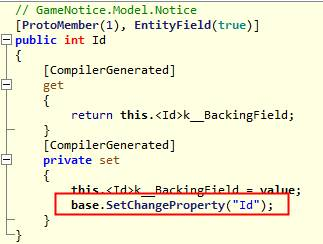 // GameNotice.Model.Notice
[ProtoMember(1), EntityField(true)]
public int Id
{
[CompilerGenerated]
get
{
return this.<Id>k__BackingField;
}
[CompilerGenerated]
private set
{
this.<Id>k__BackingField = value;
base.SetChangeProperty("Id");
}
}